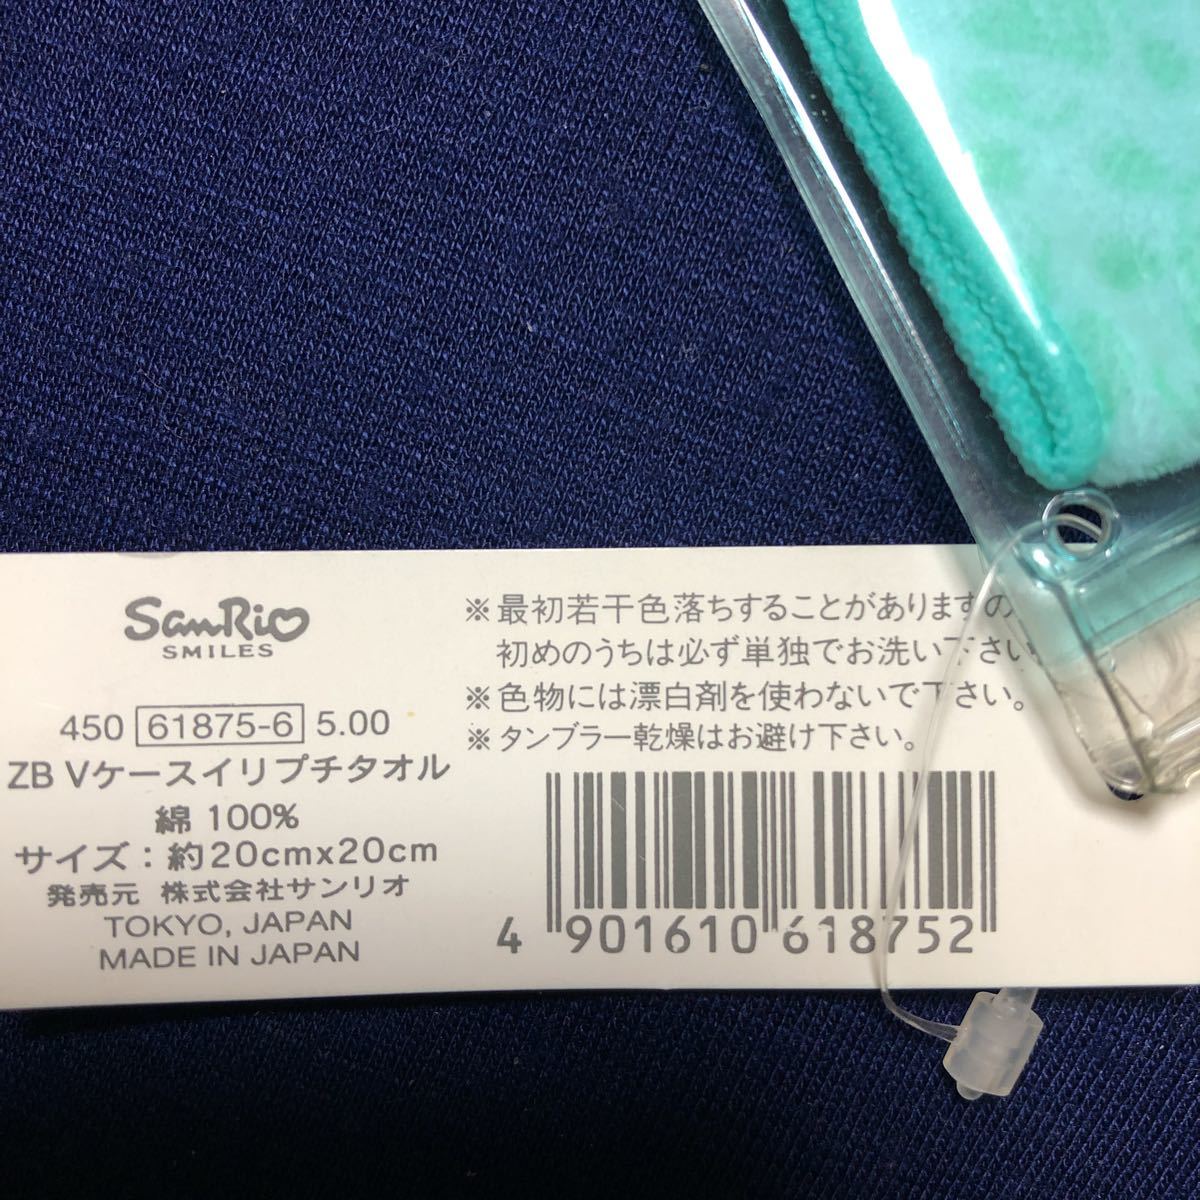 SanRio
SMILES
450 61875-6 5.00
ZB Vケースイリプチタオル
綿 100%
サイズ：約20cmx20cm
発売元 株式会社サンリオ
TOKYO, JAPAN
MADE IN JAPAN
※最初若干色落ちすることがありますの
初めのうちは必ず単独でお洗い下さい
※色物には漂白剤を使わないで下さい。
※タンブラー乾燥はお避け下さい。
4 901610 618752